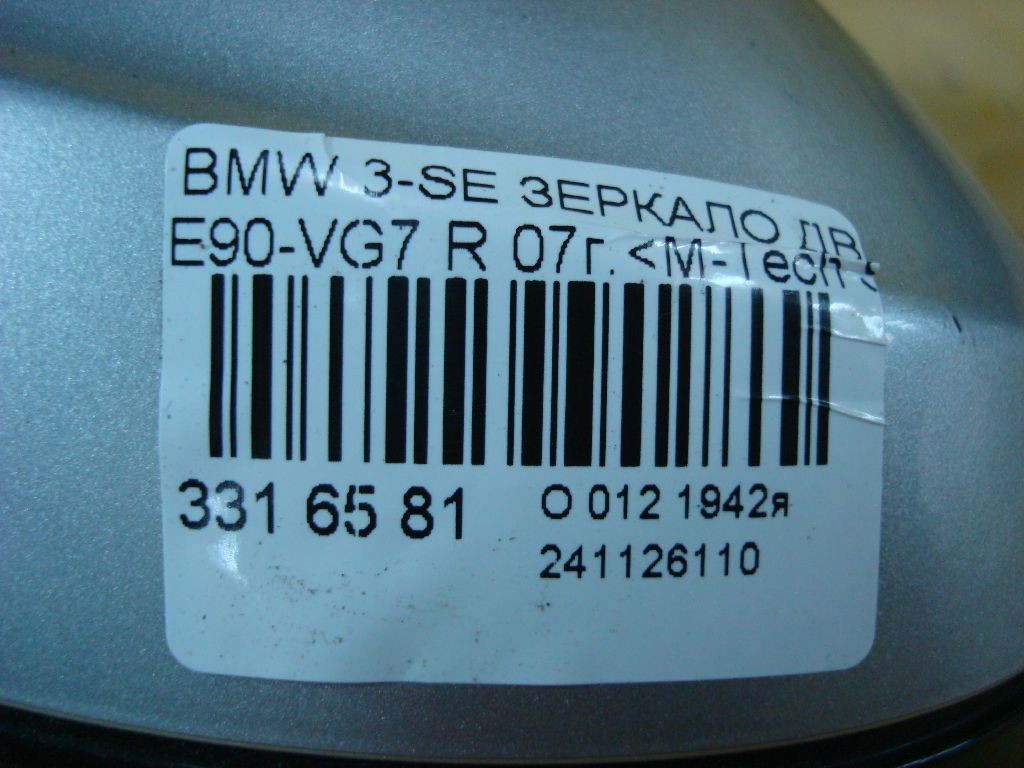 BMW 3-SE ЗЕРКАЛО ДВ
E90-VG7 R 07г. <M-Tech
331 65 81
О 012 1942я
241126110